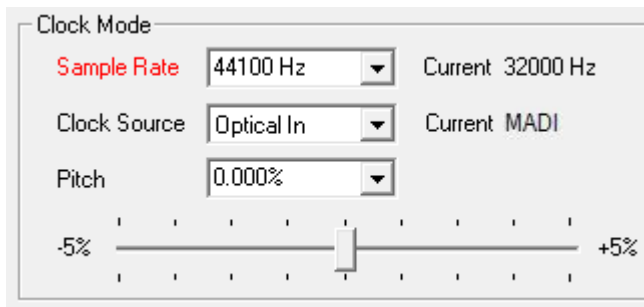 Clock Mode
Sample Rate 44100 Hz Current 32000 Hz
Clock Source Optical In Current MADI
Pitch 0.000%
-5% +5%